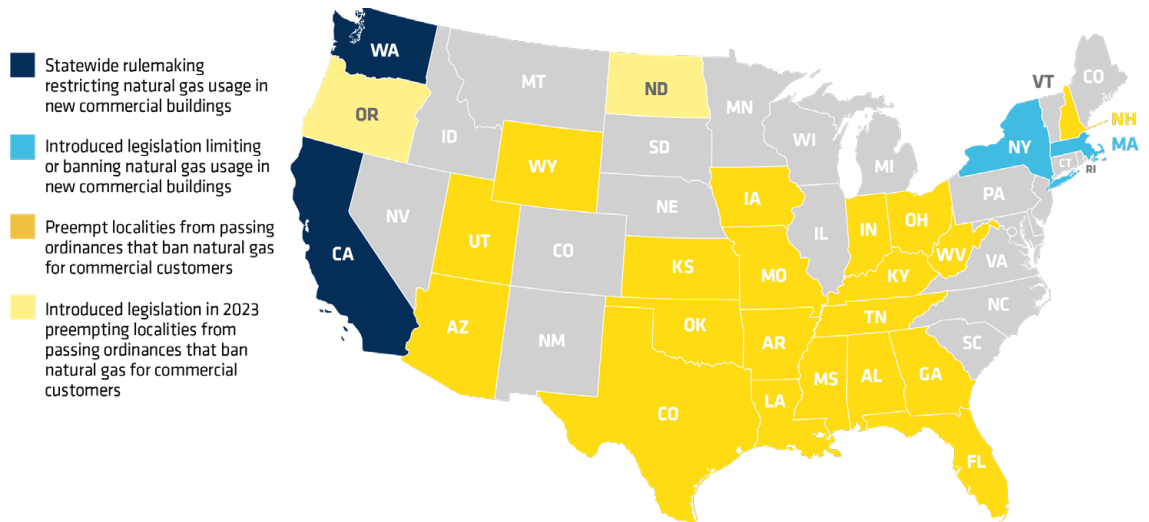 Statewide rulemaking
restricting natural gas usage in
new commercial buildings
Introduced legislation limiting
or banning natural gas usage in
new commercial buildings
Preempt localities from passing
ordinances that ban natural gas
for commercial customers
Introduced legislation in 2023
preempting localities from
passing ordinances that ban
natural gas for commercial
customers
WA
OR
CA
ID
NV
MT
WY
UT
AZ
CO
NM
ND
SD
NE
KS
OK
CO
MN
IA
MO
AR
LA
WI
IL
MI
IN
OH
KY
WV
TN
MS
AL
GA
FL
SC
NC
VA
PA
NY
VT
CO
NH
MA
CT
RI